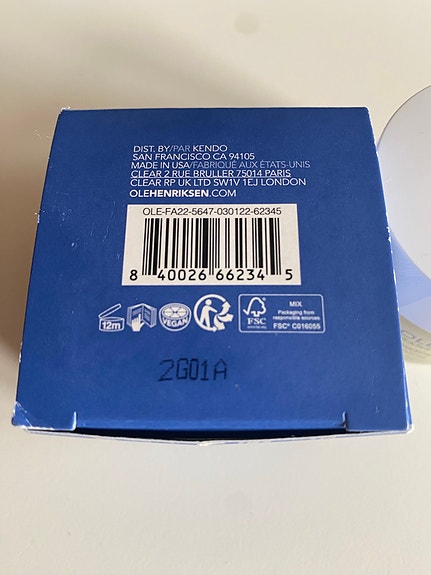 DIST. BY/PAR KENDO
SAN FRANCISCO CA 94105
MADE IN USA/FABRIQUÉ AUX ÉTATS-UNIS
CLEAR 2 RUE BRULLER 75014 PARIS
CLEAR RP UK LTD SW1V 1EJ LONDON
OLEHENRIKSEN.COM
OLE-FA22-5647-030122-62345
8 40026 66234 5
12m
VEGAN
FSC
MIX
Packaging from
responsible sources
FSC® C016055
2G01A